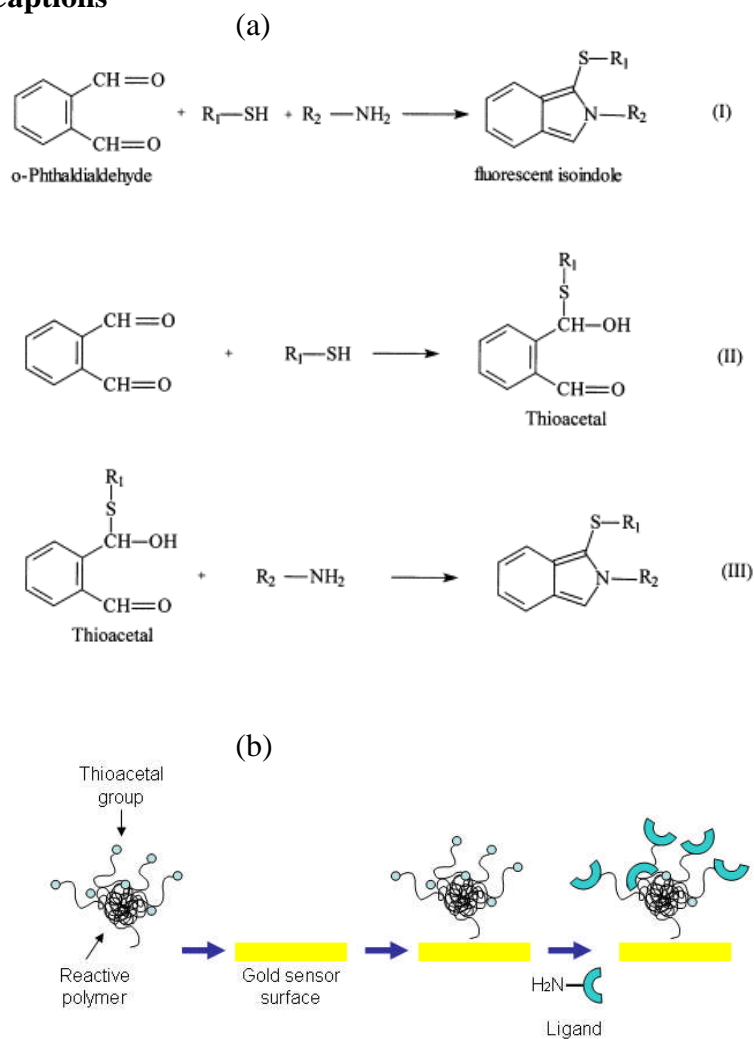 Captions
(a)
CH=O
CH=O
o-Phthaldialdehyde
+ R₁—SH + R₂—NH₂
S—R₁
N—R₂
fluorescent isoindole
(I)
CH=O
CH=O
+ R₁—SH
R₁
S
CH—OH
CH=O
Thioacetal
(II)
R₁
S
CH—OH
CH=O
Thioacetal
+ R₂—NH₂
S—R₁
N—R₂
(III)
(b)
Thioacetal
group
Reactive
polymer
Gold sensor
surface
H₂N
Ligand